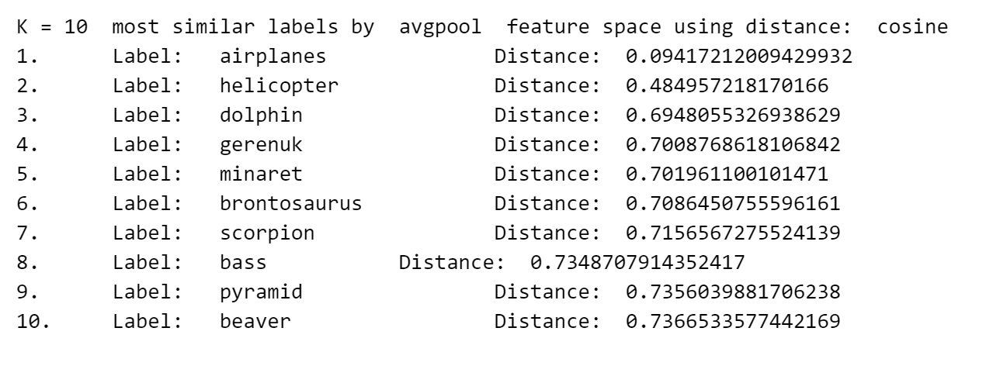 K = 10  most similar labels by  avgpool  feature space using distance:  cosine
1.      Label:   airplanes              Distance:  0.09417212009429932
2.      Label:   helicopter             Distance:  0.484957218170166
3.      Label:   dolphin                Distance:  0.6948055326938629
4.      Label:   gerenuk                Distance:  0.7008768618106842
5.      Label:   minaret                Distance:  0.701961100101471
6.      Label:   brontosaurus           Distance:  0.7086450755596161
7.      Label:   scorpion               Distance:  0.7156567275524139
8.      Label:   bass           Distance:  0.7348707914352417
9.      Label:   pyramid                Distance:  0.7356039881706238
10.     Label:   beaver                 Distance:  0.7366533577442169